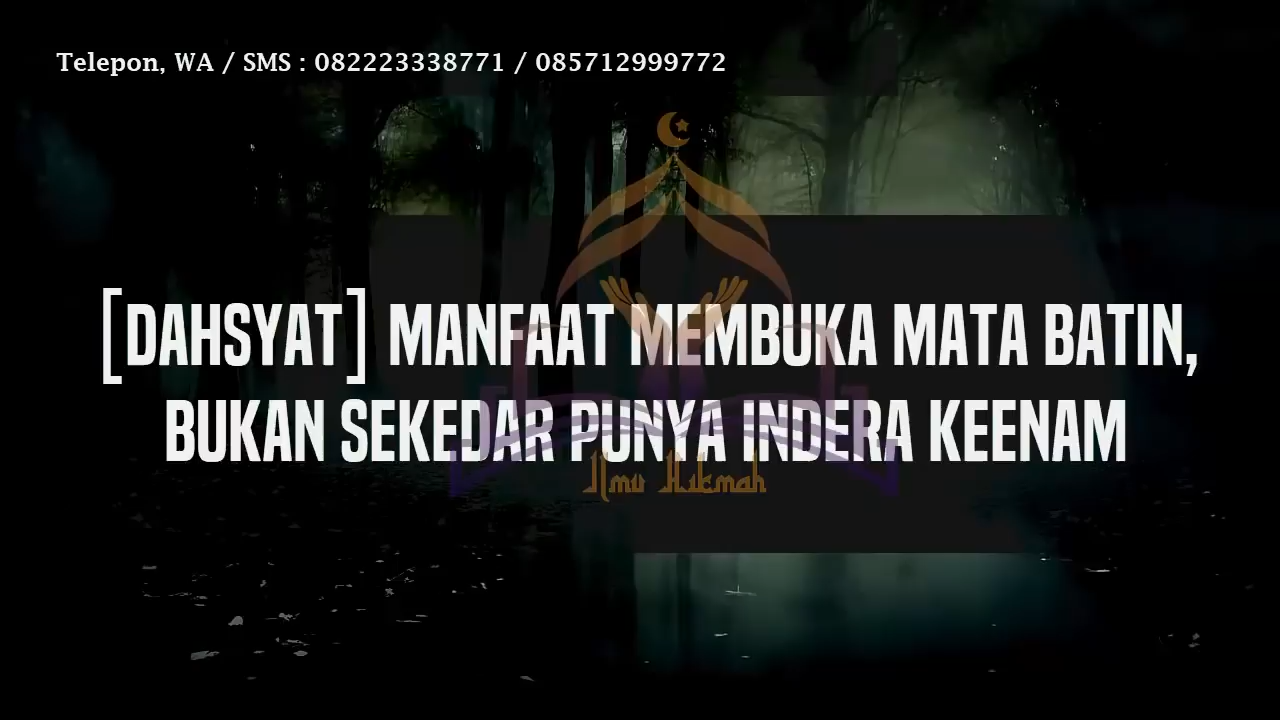 Telepon, WA / SMS : 082223338771 / 085712999772
[DAHSYAT] MANFAAT MEMBUKA MATA BATIN,
BUKAN SEKEDAR PUNYA INDERA KEENAM
Ilmu Hikmah